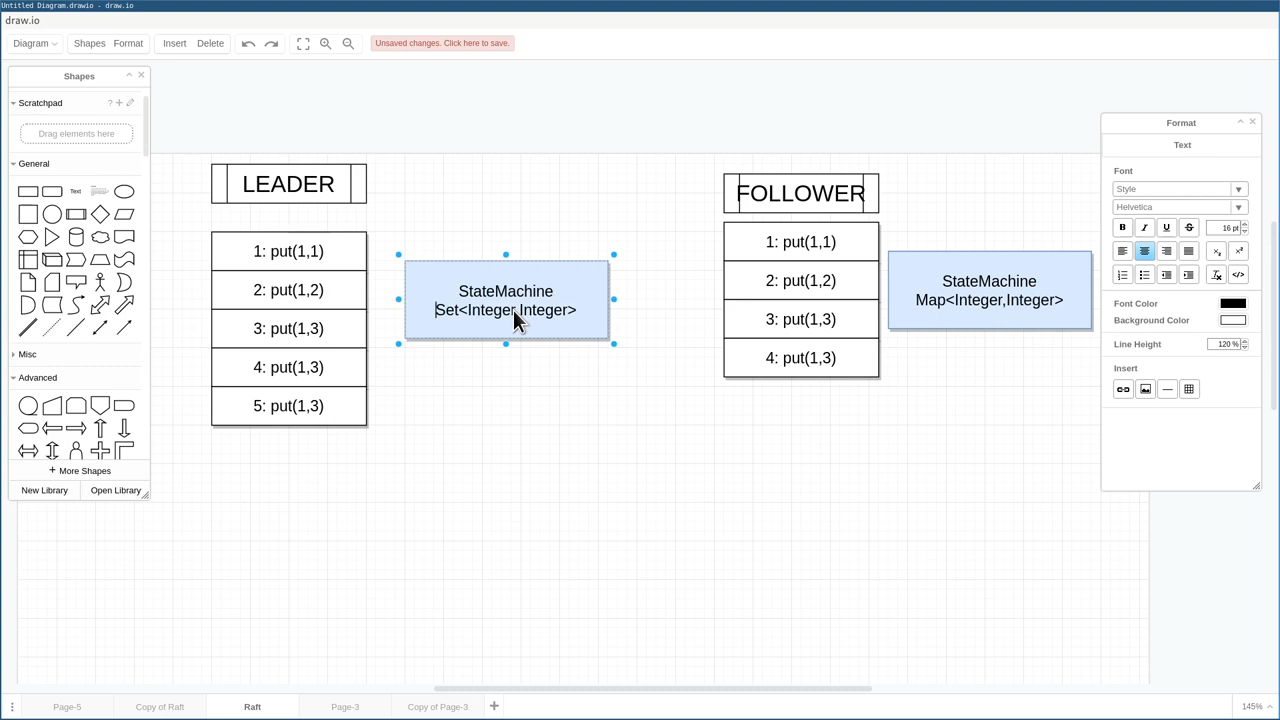 Untitled Diagram.drawio - draw.io
draw.io
Diagram
Shapes
Format
Insert
Delete
Unsaved changes. Click here to save.
Shapes
Scratchpad
?
Drag elements here
General
Text
Misc
Advanced
+ More Shapes
New Library
Open Library
LEADER
1: put(1,1)
2: put(1,2)
3: put(1,3)
4: put(1,3)
5: put(1,3)
StateMachine
Set<Integer,Integer>
FOLLOWER
1: put(1,1)
2: put(1,2)
3: put(1,3)
4: put(1,3)
StateMachine
Map<Integer,Integer>
Format
Text
Font
Style
Helvetica
B I U S
16 pt
Font Color
Background Color
Line Height
120 %
Insert
Page-5
Copy of Raft
Raft
Page-3
Copy of Page-3
145%